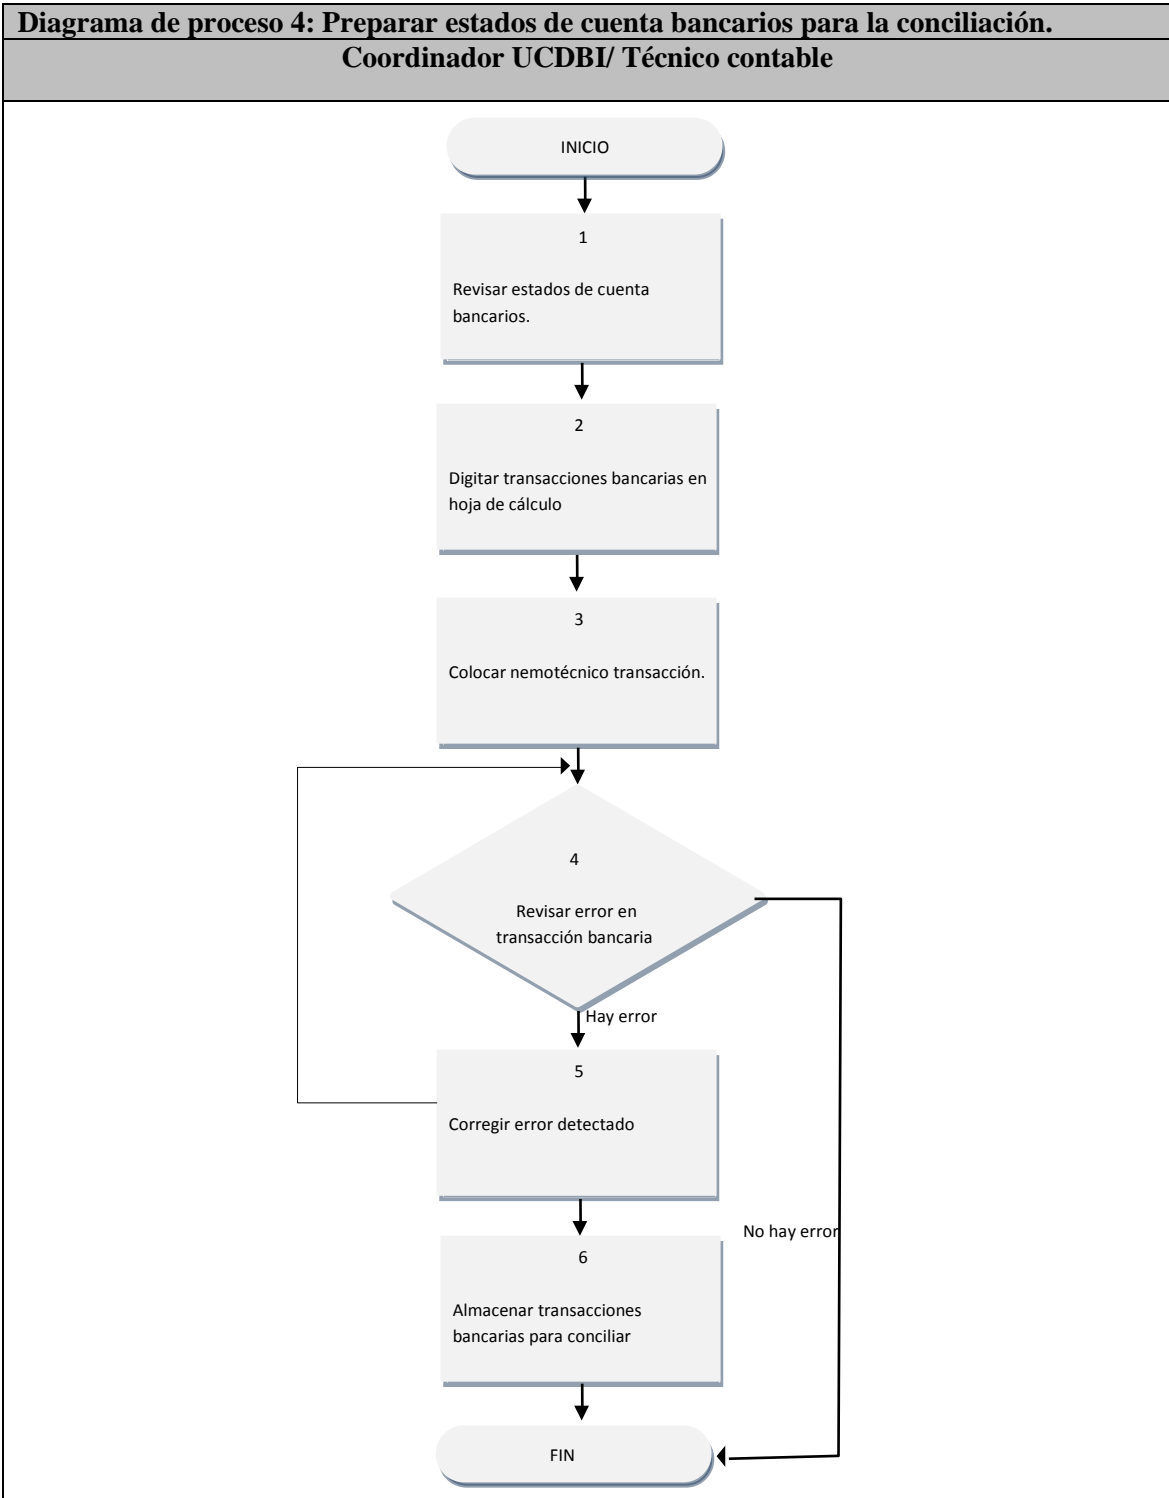 Diagrama de proceso 4: Preparar estados de cuenta bancarios para la conciliación.
Coordinador UCDBI/ Técnico contable
INICIO
1
Revisar estados de cuenta
bancarios.
2
Digitar transacciones bancarias en
hoja de cálculo
3
Colocar nemotécnico transacción.
4
Revisar error en
transacción bancaria
Hay error
5
Corregir error detectado
No hay error
6
Almacenar transacciones
bancarias para conciliar
FIN